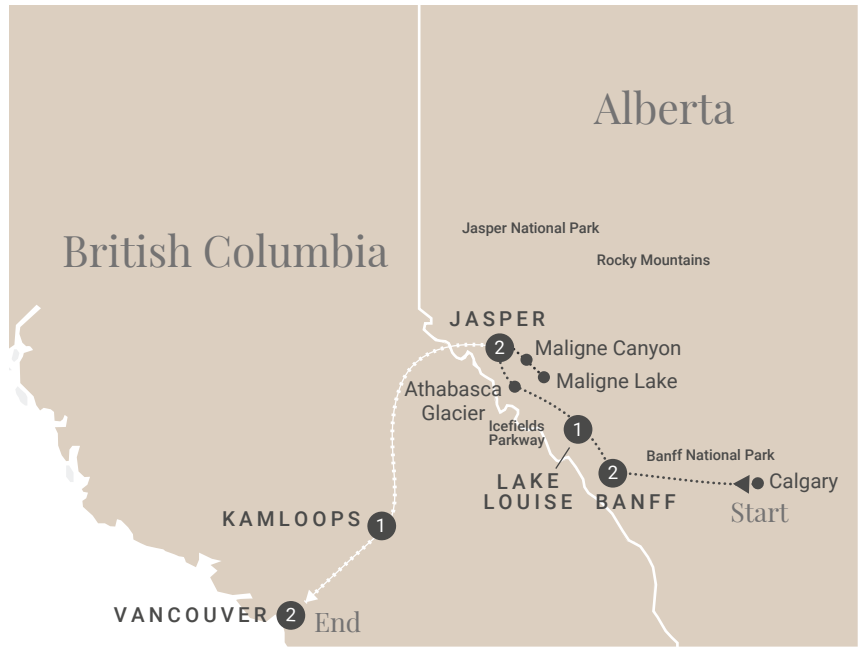 Alberta
British Columbia
Jasper National Park
Rocky Mountains
JASPER
2
Maligne Canyon
Maligne Lake
Athabasca
Glacier
Icefields
Parkway
1
LAKE
LOUISE
2
BANFF
Banff National Park
Calgary
Start
KAMLOOPS
1
VANCOUVER
2
End